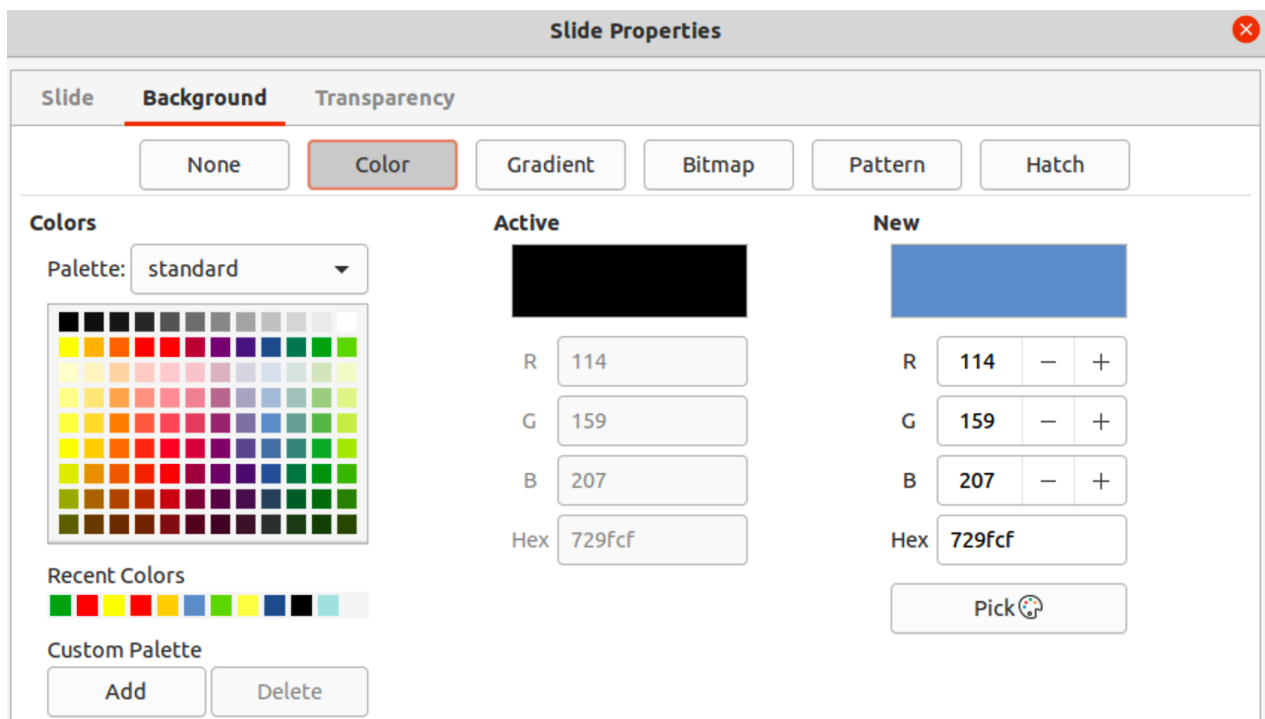 Slide Properties
Slide Background Transparency
None Color Gradient Bitmap Pattern Hatch
Colors Active New
Palette: standard
R 114 R 114 − +
G 159 G 159 − +
B 207 B 207 − +
Hex 729fcf Hex 729fcf
Recent Colors
Pick
Custom Palette
Add Delete